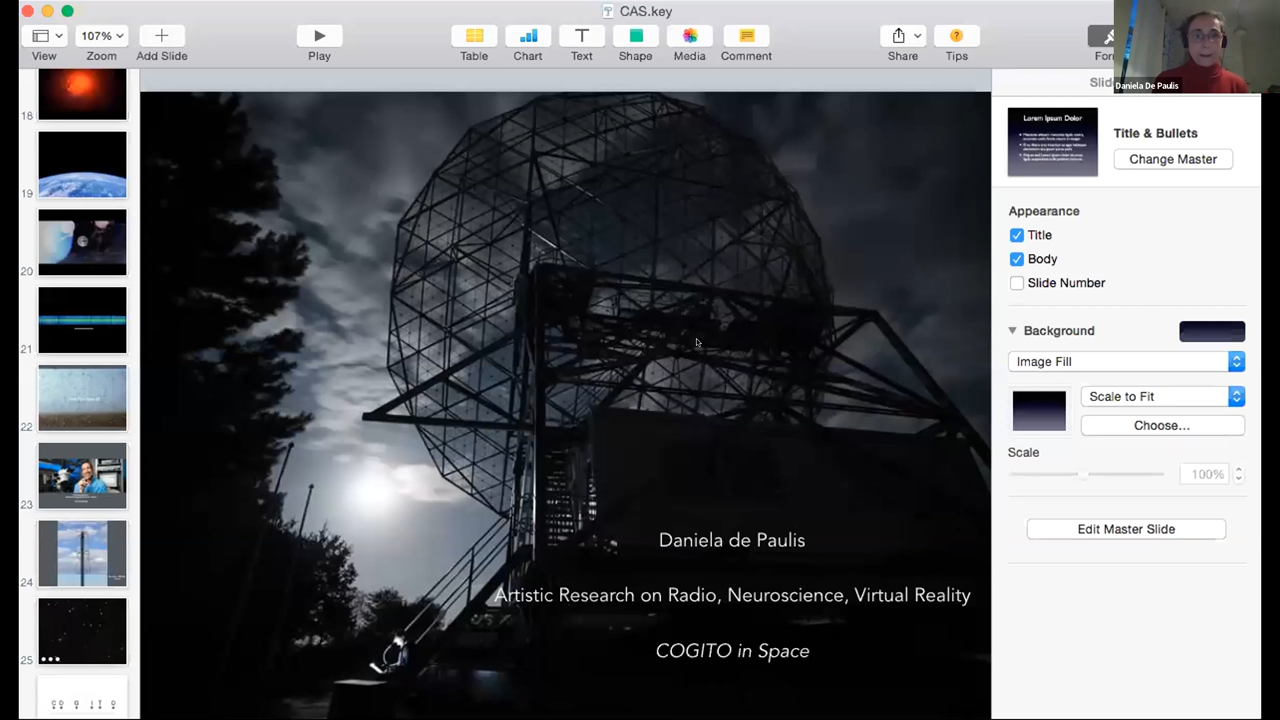 CAS.key
107%
View
Zoom
Add Slide
Play
Table
Chart
Text
Shape
Media
Comment
Share
Tips
Daniela De Paulis
18
19
20
21
22
23
24
25
Daniela de Paulis
Artistic Research on Radio, Neuroscience, Virtual Reality
COGITO in Space
Lorem Ipsum Dolor
Title & Bullets
Change Master
Appearance
Title
Body
Slide Number
Background
Image Fill
Scale to Fit
Choose...
Scale
100%
Edit Master Slide